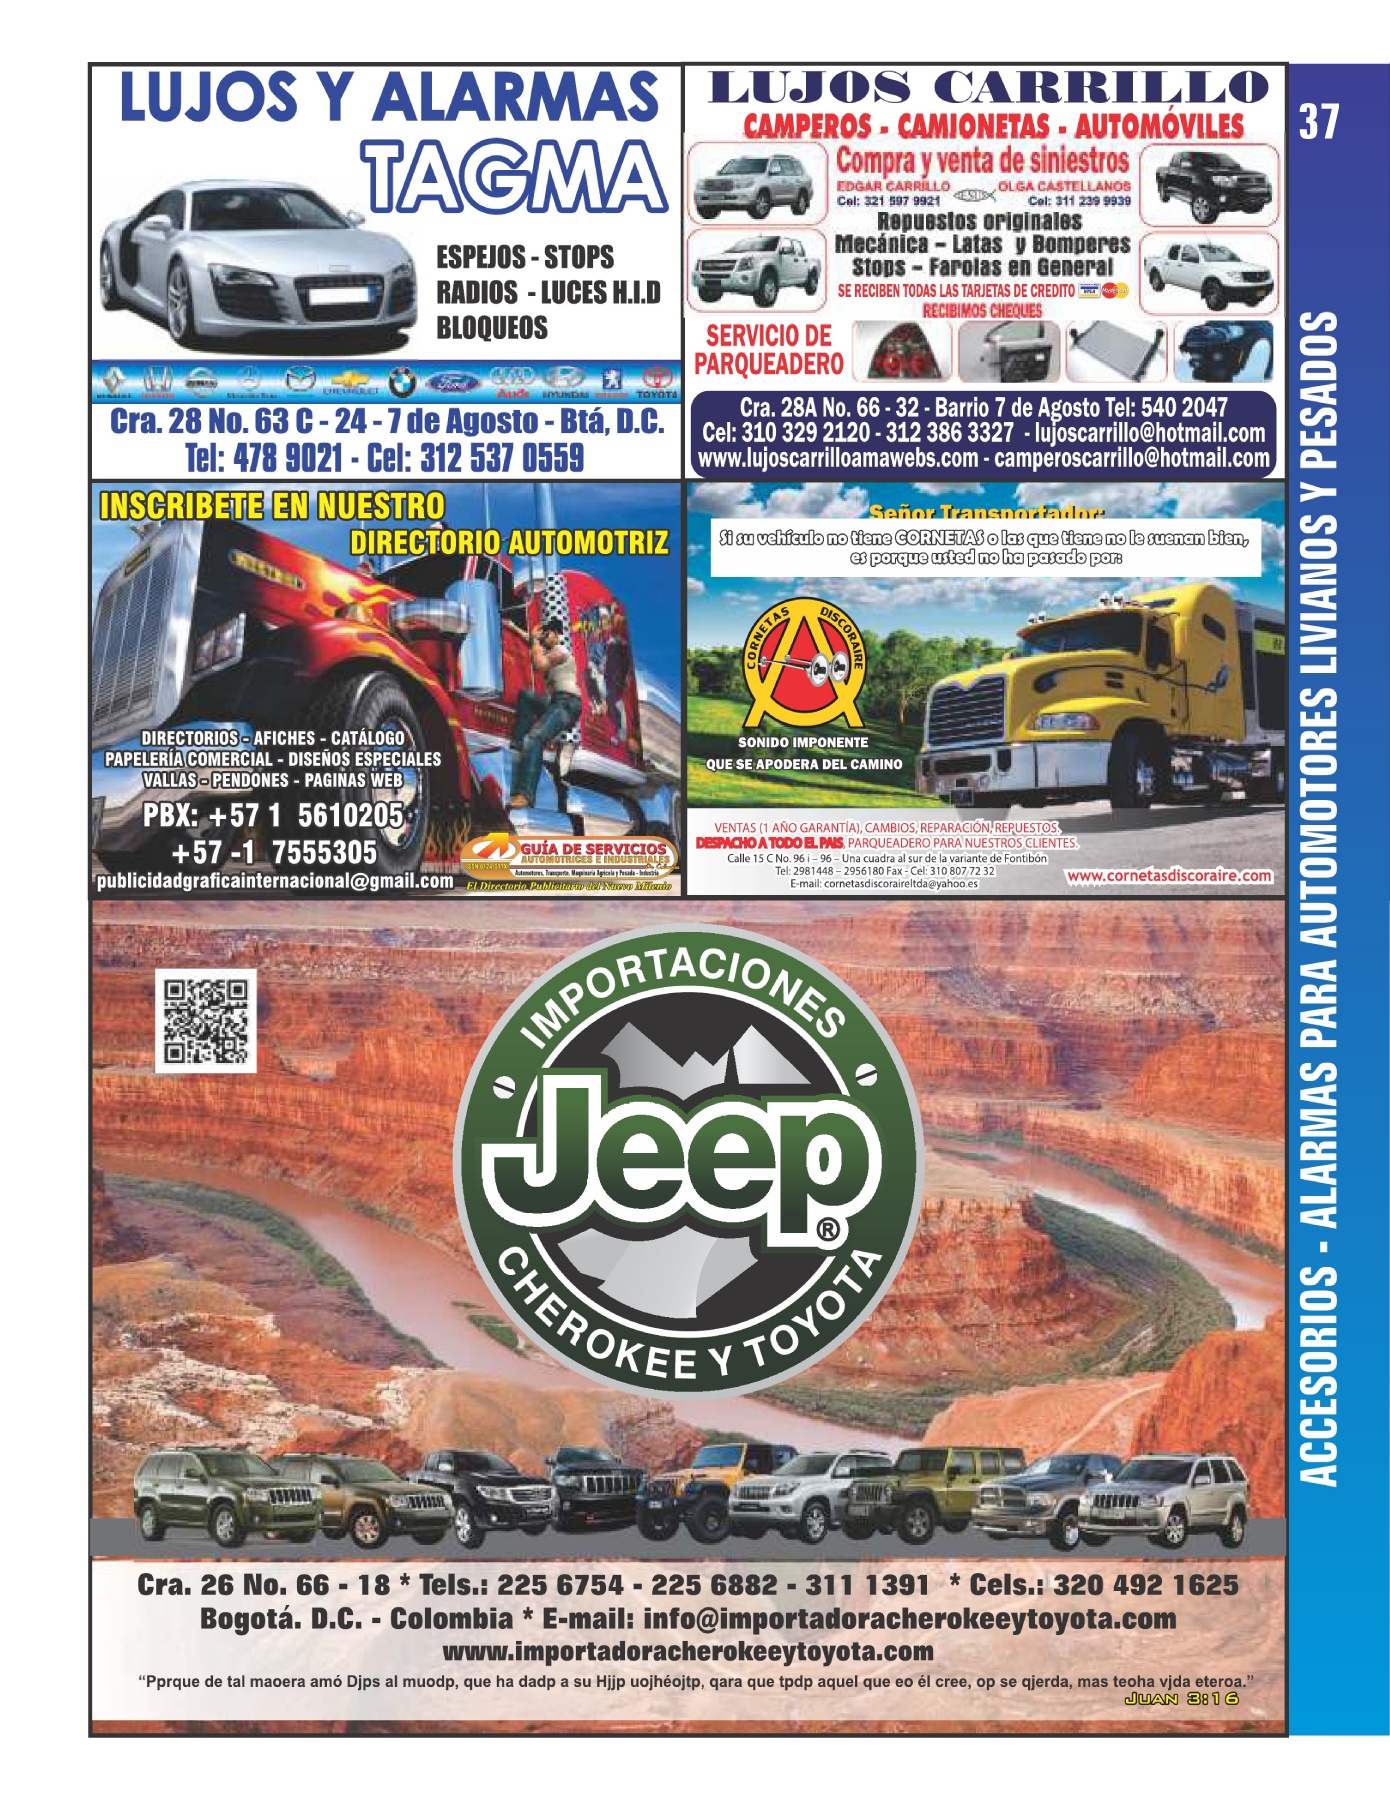 LUJOS Y ALARMAS
TAGMA
ESPEJOS - STOPS
RADIOS - LUCES H.I.D
BLOQUEOS
CHEVROLET
Ford
Audi
HYUNDAI
TOYOTA
Cra. 28 No. 63 C - 24 - 7 de Agosto - Btá, D.C.
Tel: 478 9021 - Cel: 312 537 0559
LUJOS CARRILLO
CAMPEROS - CAMIONETAS - AUTOMÓVILES
Compra y venta de siniestros
EDGAR CARRILLO JESUS OLGA CASTELLANOS
Cel: 321 597 9921 Cel: 311 239 9939
Repuestos originales
Mecánica – Latas y Bomperes
Stops – Farolas en General
SE RECIBEN TODAS LAS TARJETAS DE CREDITO VISA MasterCard
RECIBIMOS CHEQUES
SERVICIO DE
PARQUEADERO
Cra. 28A No. 66 - 32 - Barrio 7 de Agosto Tel: 540 2047
Cel: 310 329 2120 - 312 386 3327 - lujoscarrillo@hotmail.com
www.lujoscarrilloamawebs.com - camperoscarrillo@hotmail.com
37
ACCESORIOS - ALARMAS PARA AUTOMOTORES LIVIANOS Y PESADOS
INSCRIBETE EN NUESTRO
DIRECTORIO AUTOMOTRIZ
DIRECTORIOS - AFICHES - CATÁLOGO
PAPELERÍA COMERCIAL - DISEÑOS ESPECIALES
VALLAS - PENDONES - PAGINAS WEB
PBX: +57 1 5610205
+57 -1 7555305
publicidadgraficainternacional@gmail.com
GUÍA DE SERVICIOS
AUTOMOTRICES E INDUSTRIALES
Automotores, Transporte, Maquinaria Agrícola y Pesada - Industria
El Directorio Publicitario del Nuevo Milenio
Señor Transportador:
Si su vehículo no tiene CORNETAS o las que tiene no le suenan bien,
es porque usted no ha pasado por:
CORNETAS DISCORAIRE
SONIDO IMPONENTE
QUE SE APODERA DEL CAMINO
VENTAS (1 AÑO GARANTÍA), CAMBIOS, REPARACIÓN, REPUESTOS,
DESPACHO A TODO EL PAIS, PARQUEADERO PARA NUESTROS CLIENTES.
Calle 15 C No. 96 i – 96 – Una cuadra al sur de la variante de Fontibón
Tel: 2981448 – 2956180 Fax - Cel: 310 807 72 32
E-mail: cornetasdiscoraireltda@yahoo.es
www.cornetasdiscoraire.com
IMPORTACIONES
Jeep®
CHEROKEE Y TOYOTA
Cra. 26 No. 66 - 18 * Tels.: 225 6754 - 225 6882 - 311 1391 * Cels.: 320 492 1625
Bogotá. D.C. - Colombia * E-mail: info@importadoracherokeeytoyota.com
www.importadoracherokeeytoyota.com
“Pprque de tal maoera amó Djps al muodp, que ha dadp a su Hjjp uojhéojtp, qara que tpdp aquel que eo él cree, op se qjerda, mas teoha vjda eteroa.”
JUAN 3:16